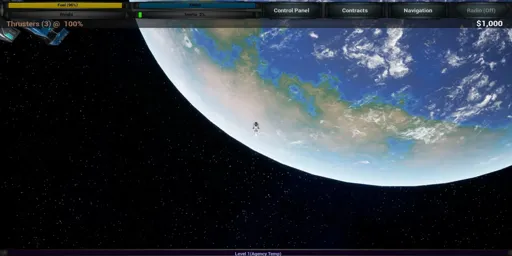 Fuel (98%)
Control Panel
Contracts
Navigation
Radio (Off)
Thrusters (3) @ 100%
$1,000
Level 1(Agency Temp)